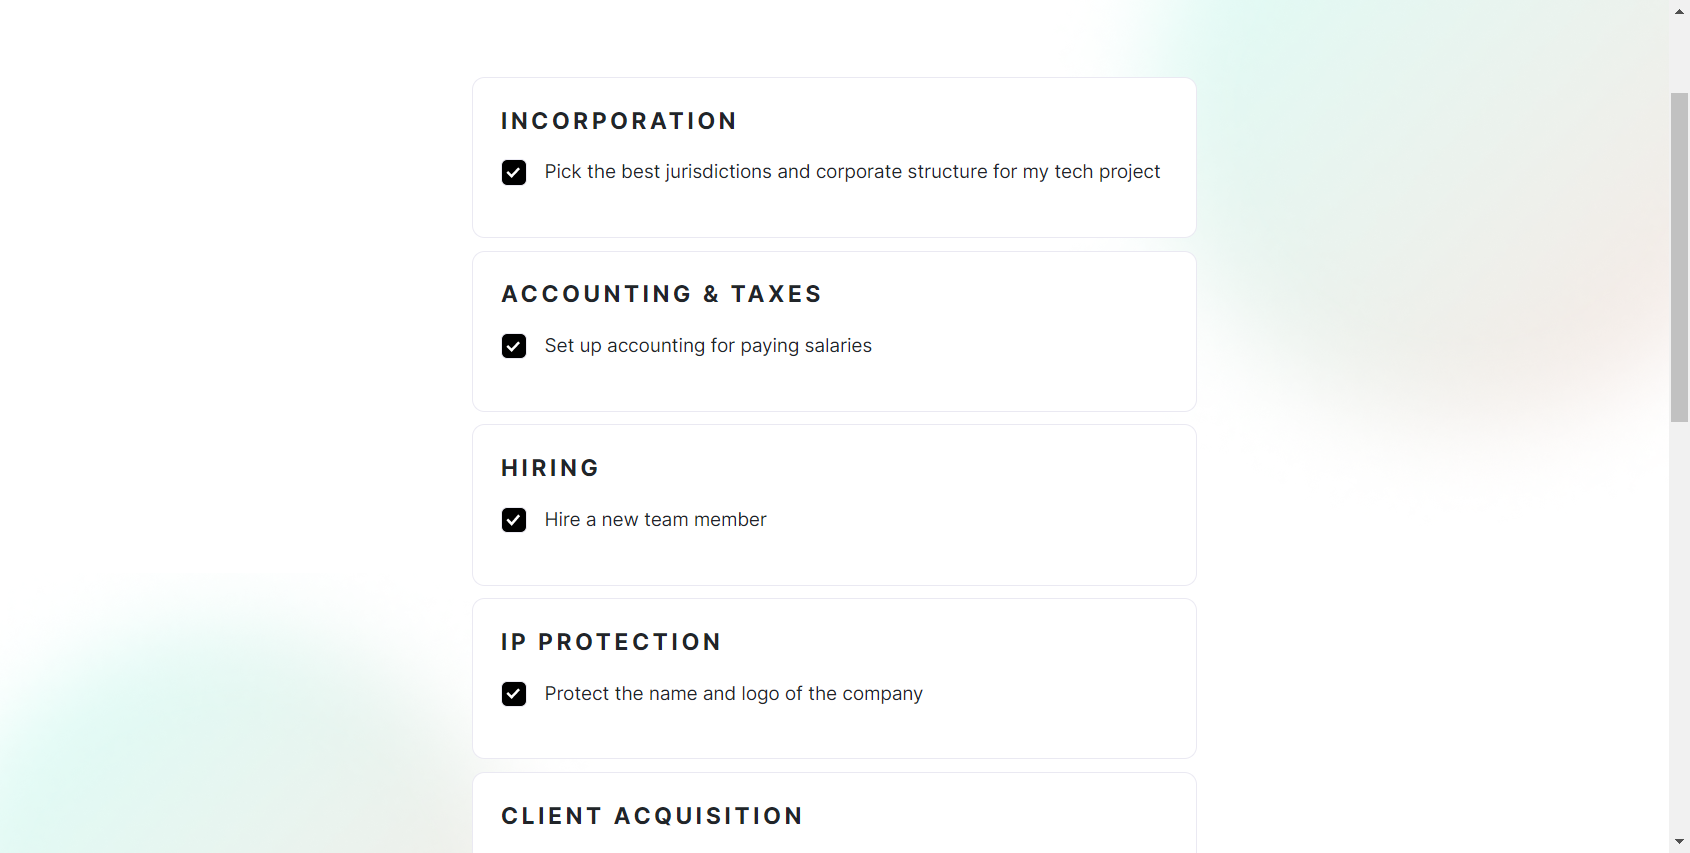 INCORPORATION
Pick the best jurisdictions and corporate structure for my tech project
ACCOUNTING & TAXES
Set up accounting for paying salaries
HIRING
Hire a new team member
IP PROTECTION
Protect the name and logo of the company
CLIENT ACQUISITION